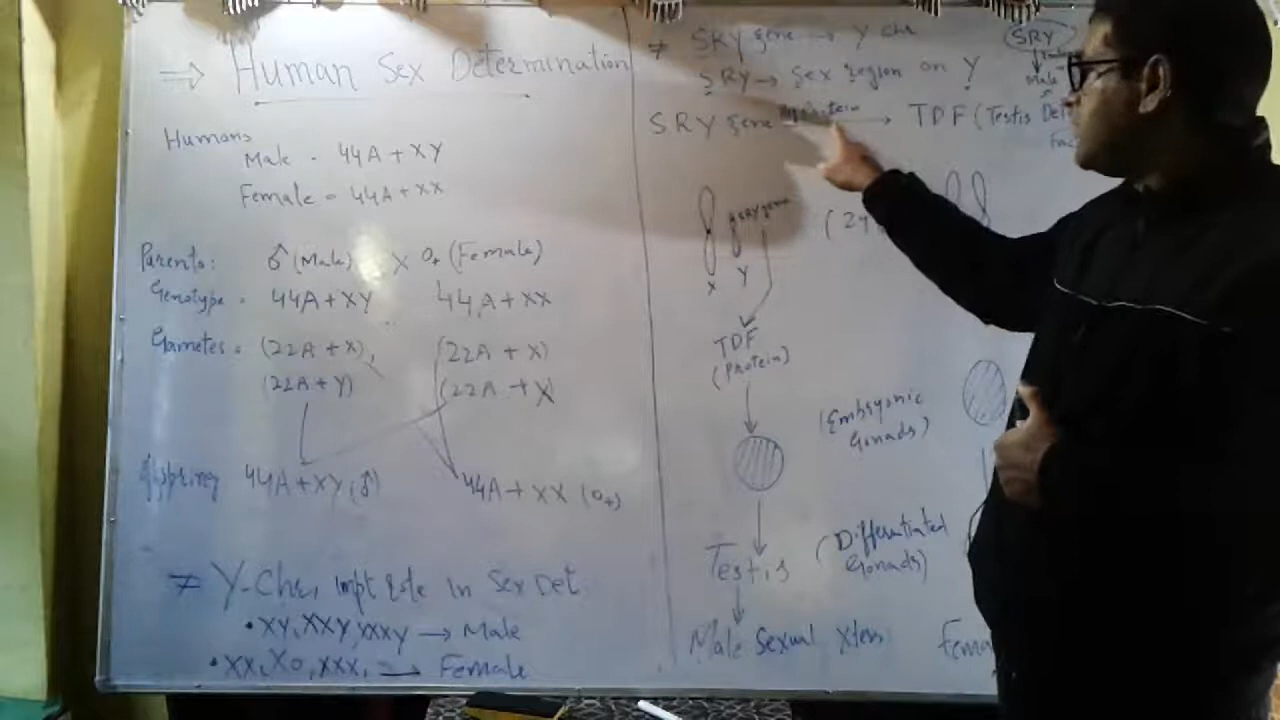 ⇒ Human Sex Determination
Humans
Male - 44A+XY
Female = 44A+XX
Parents: ♂(Male) X ♀(Female)
Genotype = 44A+XY 44A+XX
Gametes = (22A+X), (22A+X)
(22A+Y) (22A+X)
44A+XY(♂) 44A+XX(♀)
≠ Y-Chr, impt role in Sex Det.
• XY, XXY, XXXY → Male
• XX, XO, XXX, → Female
≠ SRY gene → Y chr
SRY → Sex region on Y
SRY gene → TDF (Testis
SRY
Male
X Y
TDF
(Protein)
(Embryonic
Gonads)
Testis
(Differentiated
Gonads)
Male Sexual Xters